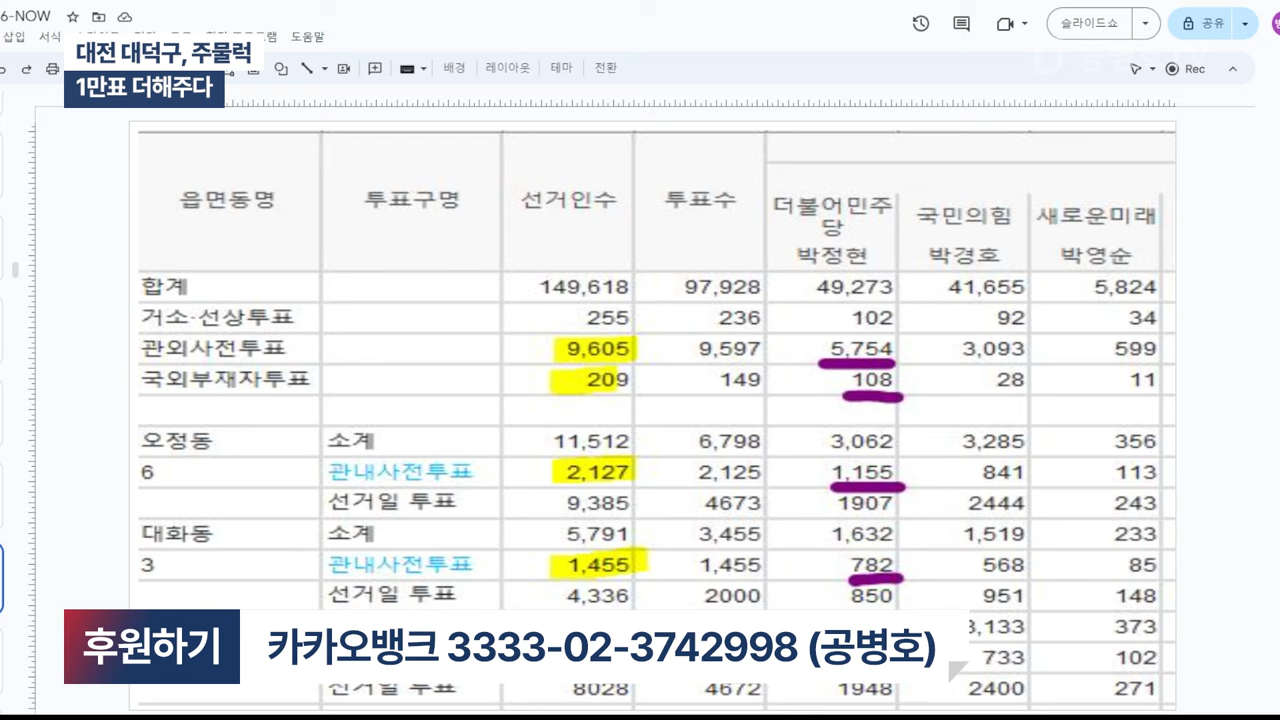 6-NOW
삽입 서식 도움말
대전 대덕구, 주물럭
1만표 더해주다
슬라이드쇼
공유
배경 레이아웃 테마 전환
Rec
읍면동명 투표구명 선거인수 투표수 더불어민주당 박정현 국민의힘 박경호 새로운미래 박영순
합계 149,618 97,928 49,273 41,655 5,824
거소·선상투표 255 236 102 92 34
관외사전투표 9,605 9,597 5,754 3,093 599
국외부재자투표 209 149 108 28 11
오정동 소계 11,512 6,798 3,062 3,285 356
6 관내사전투표 2,127 2,125 1,155 841 113
선거일 투표 9,385 4673 1907 2444 243
대화동 소계 5,791 3,455 1,632 1,519 233
3 관내사전투표 1,455 1,455 782 568 85
선거일 투표 4,336 2000 850 951 148
3,133 373
733 102
선거일 투표 8028 4672 1948 2400 271
후원하기
카카오뱅크 3333-02-3742998 (공병호)